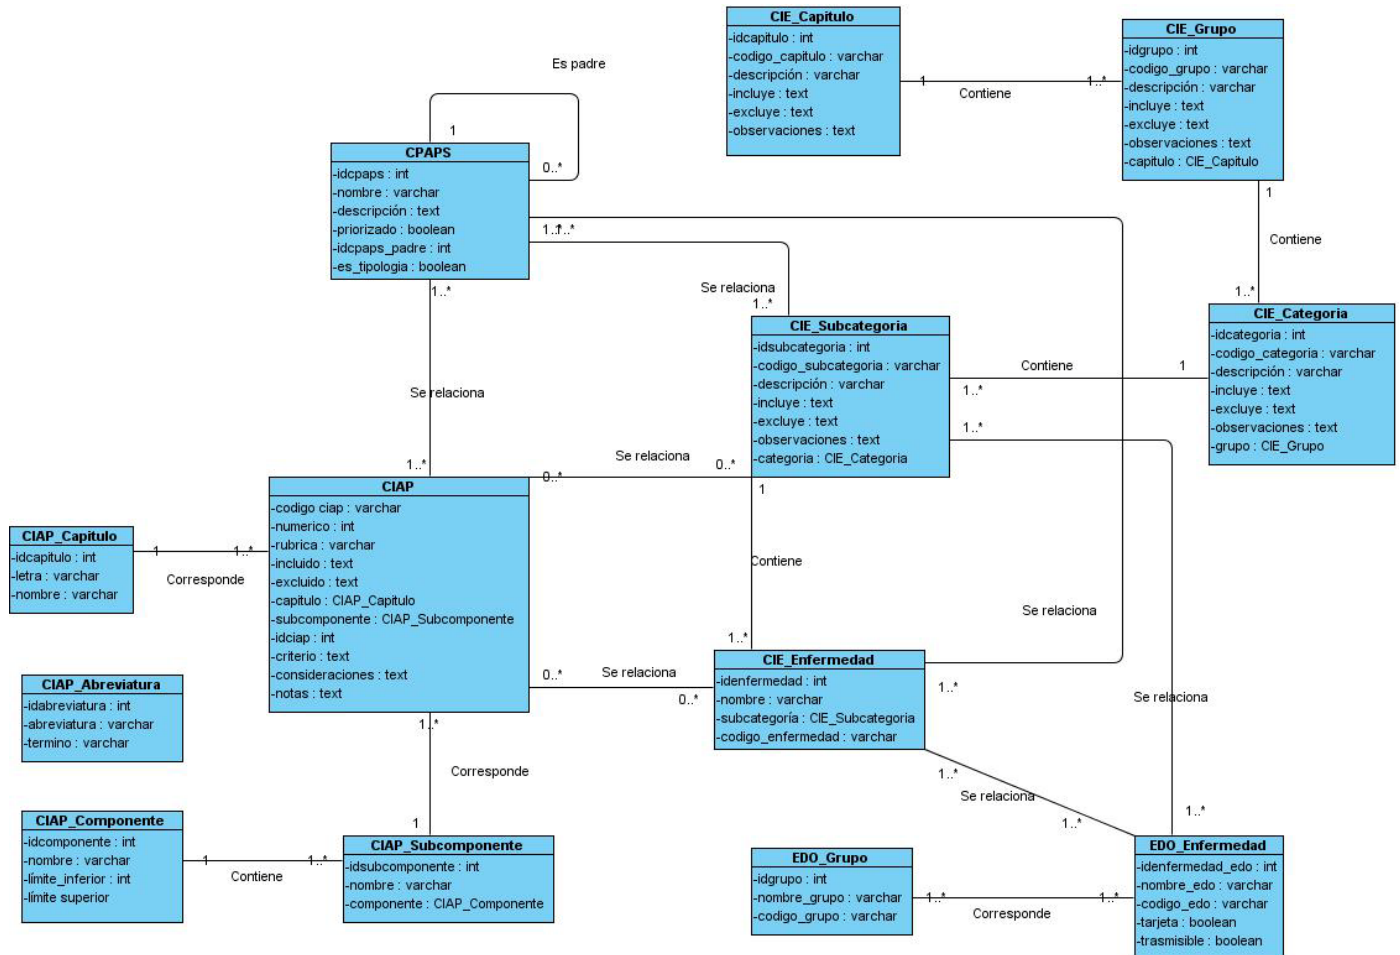 CIE_Capitulo
-idcapitulo : int
-codigo_capitulo : varchar
-descripción : varchar
-incluye : text
-excluye : text
-observaciones : text
1
Contiene
1..*
CIE_Grupo
-idgrupo : int
-codigo_grupo : varchar
-descripción : varchar
-incluye : text
-excluye : text
-observaciones : text
-capitulo : CIE_Capitulo
1
Contiene
1..*
Es padre
1
0..*
CPAPS
-idcpaps : int
-nombre : varchar
-descripción : text
-priorizado : boolean
-idcpaps_padre : int
-es_tipologia : boolean
1..*
1..*
1..*
Se relaciona
1..*
Se relaciona
1..*
CIE_Subcategoria
-idsubcategoria : int
-codigo_subcategoria : varchar
-descripción : varchar
-incluye : text
-excluye : text
-observaciones : text
-categoria : CIE_Categoria
1..*
Contiene
1
CIE_Categoria
-idcategoria : int
-codigo_categoria : varchar
-descripción : varchar
-incluye : text
-excluye : text
-observaciones : text
-grupo : CIE_Grupo
1..*
0..*
Se relaciona
0..*
1
Contiene
1..*
CIAP
-codigo ciap : varchar
-numerico : int
-rubrica : varchar
-incluido : text
-excluido : text
-capitulo : CIAP_Capitulo
-subcomponente : CIAP_Subcomponente
-idciap : int
-criterio : text
-consideraciones : text
-notas : text
CIAP_Capitulo
-idcapitulo : int
-letra : varchar
-nombre : varchar
1
Corresponde
1..*
Se relaciona
0..*
Se relaciona
0..*
CIE_Enfermedad
-idenfermedad : int
-nombre : varchar
-subcategoría : CIE_Subcategoria
-codigo_enfermedad : varchar
1..*
Se relaciona
CIAP_Abreviatura
-idabreviatura : int
-abreviatura : varchar
-termino : varchar
1..*
Corresponde
1
1..*
Se relaciona
1..*
1..*
CIAP_Componente
-idcomponente : int
-nombre : varchar
-límite_inferior : int
-límite superior
1
Contiene
1..*
CIAP_Subcomponente
-idsubcomponente : int
-nombre : varchar
-componente : CIAP_Componente
EDO_Grupo
-idgrupo : int
-nombre_grupo : varchar
-codigo_grupo : varchar
1..*
Corresponde
1..*
EDO_Enfermedad
-idenfermedad_edo : int
-nombre_edo : varchar
-codigo_edo : varchar
-tarjeta : boolean
-trasmisible : boolean